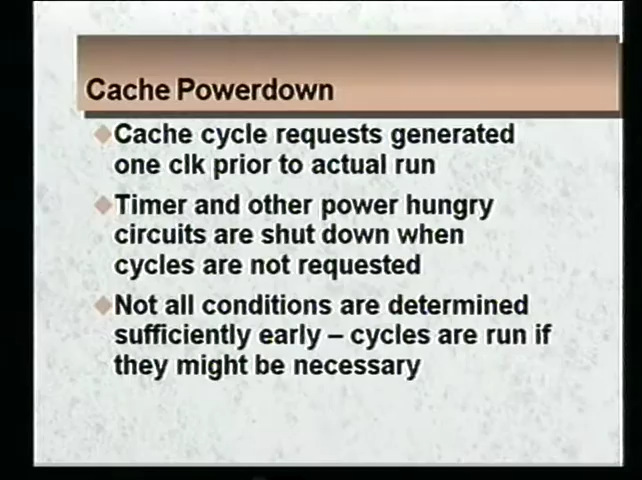 Cache Powerdown
Cache cycle requests generated
one clk prior to actual run
Timer and other power hungry
circuits are shut down when
cycles are not requested
Not all conditions are determined
sufficiently early – cycles are run if
they might be necessary